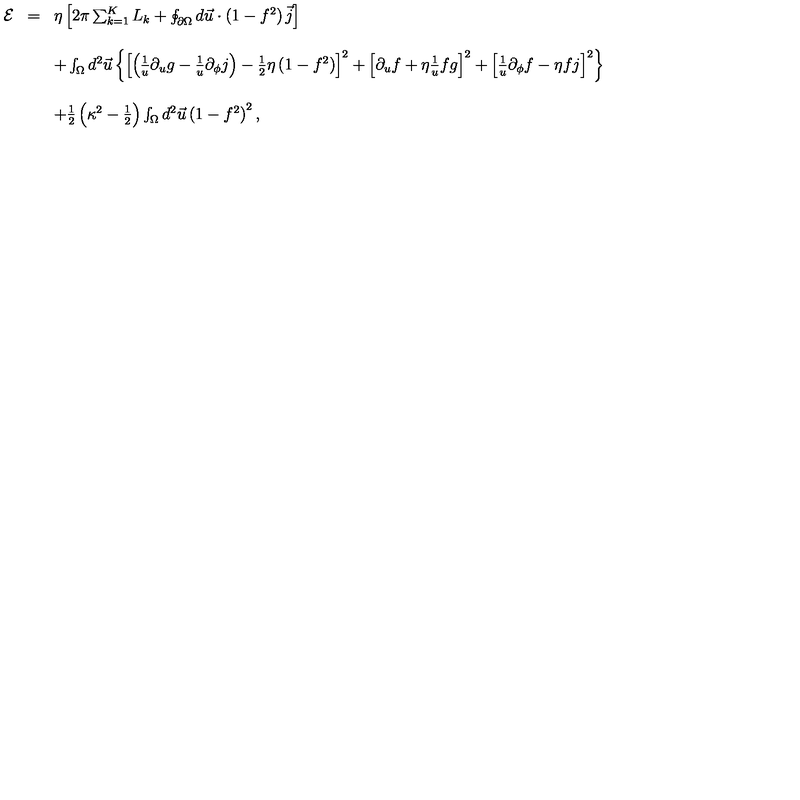 \mathcal{E} = \eta \left[ 2\pi \sum_{k=1}^{K} L_k + \oint_{\partial\Omega} d\vec{u} \cdot (1 - f^2) \vec{j} \right]
+ \int_{\Omega} d^2\vec{u} \left\{ \left[ \left( \frac{1}{u} \partial_u g - \frac{1}{u} \partial_\phi j \right) - \frac{1}{2} \eta (1 - f^2) \right]^2 + \left[ \partial_u f + \eta \frac{1}{u} f g \right]^2 + \left[ \frac{1}{u} \partial_\phi f - \eta f j \right]^2 \right\}
+ \frac{1}{2} \left( \kappa^2 - \frac{1}{2} \right) \int_{\Omega} d^2\vec{u} (1 - f^2)^2 ,